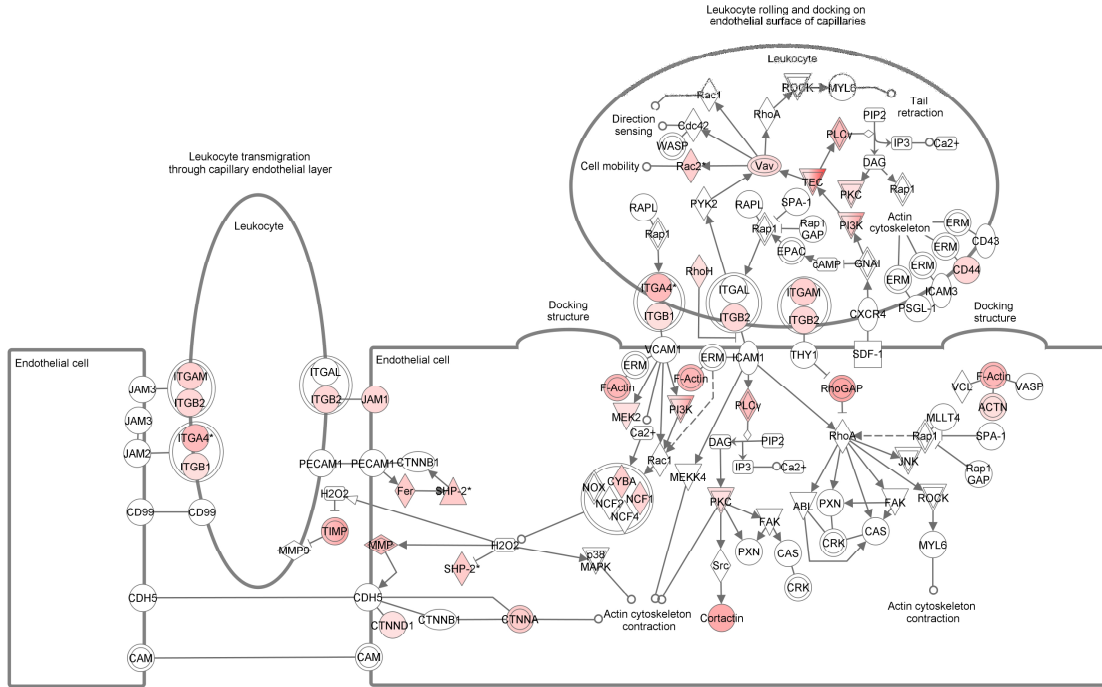 Leukocyte rolling and docking on
endothelial surface of capillaries
Leukocyte
Rac1
ROCK
MYL6
Tail
retraction
RhoA
Direction
sensing
Cdc42
WASP
PLCγ
PIP2
IP3
Ca2+
DAG
Cell mobility
Rac2*
Vav
TEC
PKC
Rap1
Leukocyte transmigration
through capillary endothelial layer
Leukocyte
RAPL
Rap1
PYK2
RAPL
SPA-1
Rap1
Rap1
GAP
EPAC
PI3K
Actin
cytoskeleton
ERM
ERM
ERM
ERM
CD43
CD44
cAMP
GNAI
RhoH
ICAM3
PSGL-1
CXCR4
ITGA4*
ITGB1
ITGAL
ITGB2
ITGAM
ITGB2
Docking
structure
Docking
structure
Endothelial cell
Endothelial cell
VCAM1
ERM
ICAM1
THY1
SDF-1
ERM
F-Actin
F-Actin
MEK2
PI3K
PLCγ
RhoGAP
F-Actin
VCL
VASP
ACTN
MLLT4
JAM3
ITGAM
ITGB2
ITGAL
ITGB2
JAM1
JAM3
ITGA4*
ITGB1
JAM2
Ca2+
Rac1
DAG
PIP2
IP3
Ca2+
RhoA
Rap1
SPA-1
JNK
Rap1
GAP
PECAM1
PECAM1
CTNNB1
Fer
SHP-2*
MEKK4
NOX
CYBA
NCF2
NCF1
NCF4
PKC
FAK
PXN
CAS
CRK
ABL
PXN
FAK
CRK
CAS
ROCK
MYL6
CD99
CD99
H2O2
TIMP
MMP9
MMP
H2O2
SHP-2*
p38
MAPK
Src
Cortactin
CDH5
CDH5
CTNND1
CTNNB1
CTNNA
Actin cytoskeleton
contraction
Actin cytoskeleton
contraction
CAM
CAM